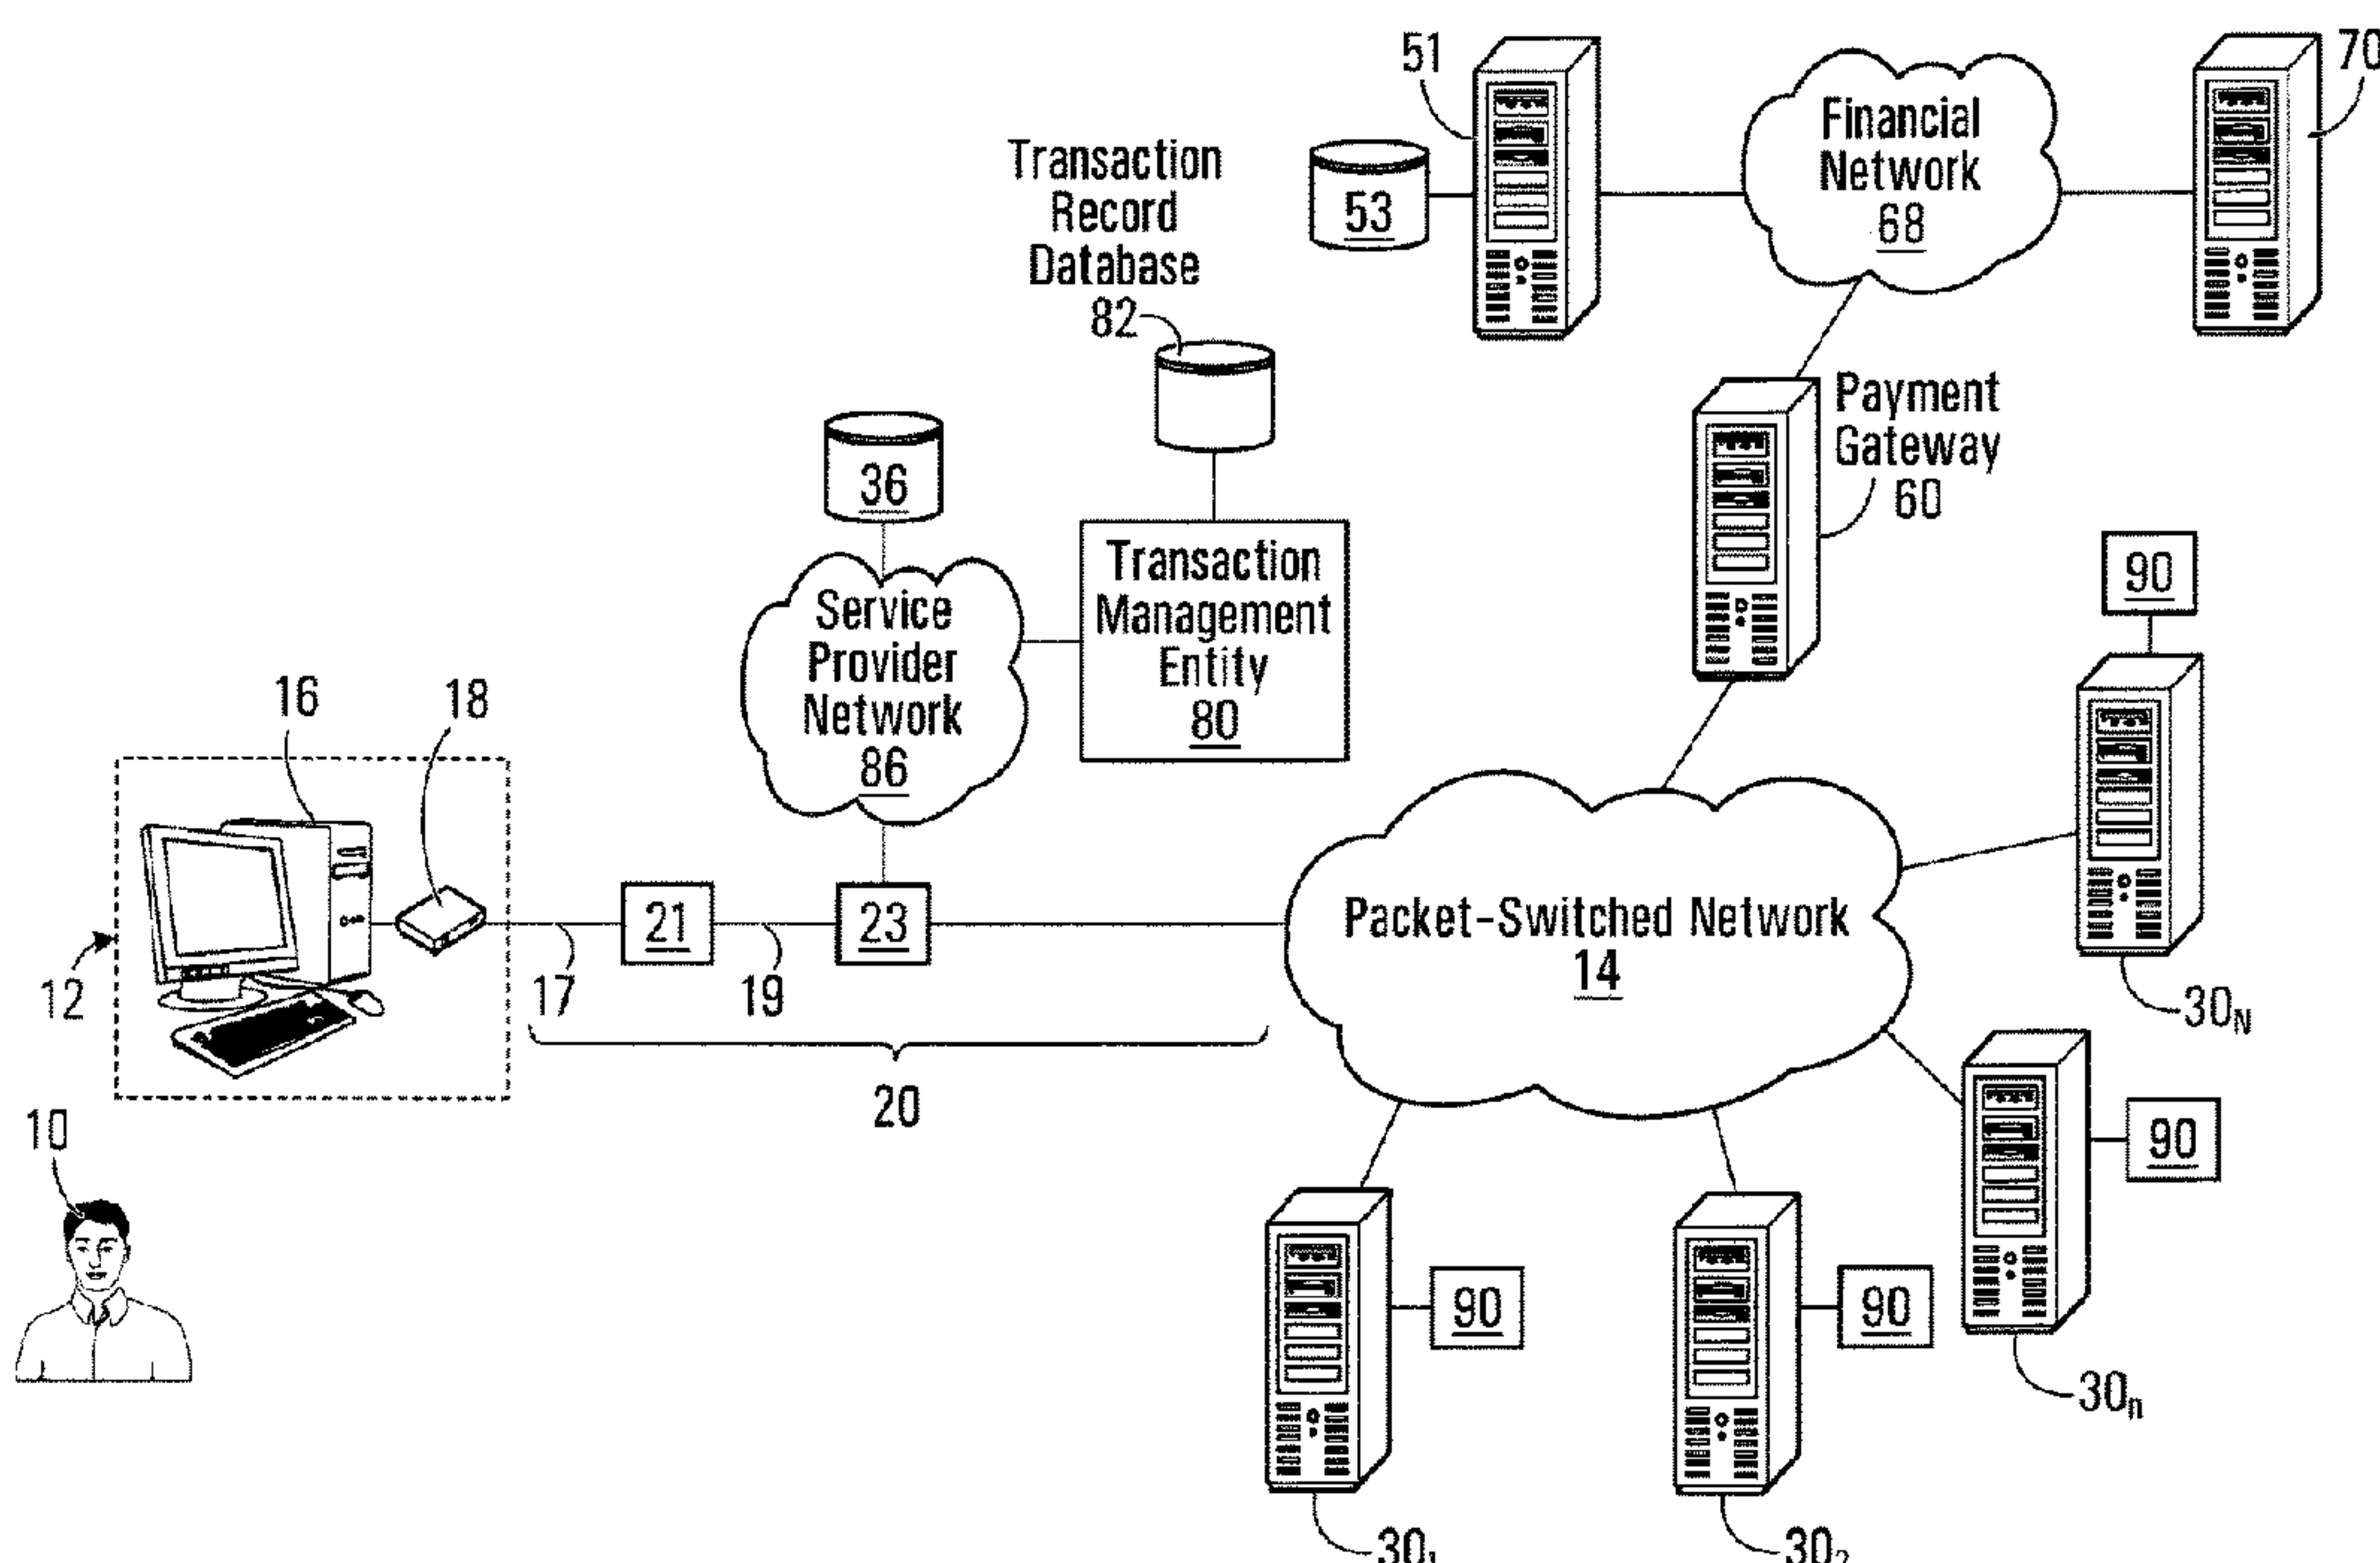 51
70
Financial
Network
68
Transaction
Record
Database
82
53
Payment
Gateway
60
36
Transaction
Management
Entity
80
90
Service
Provider
Network
86
16
18
21
23
Packet-Switched Network
14
12
17
19
30N
20
10
90
30n
90
90
301
302